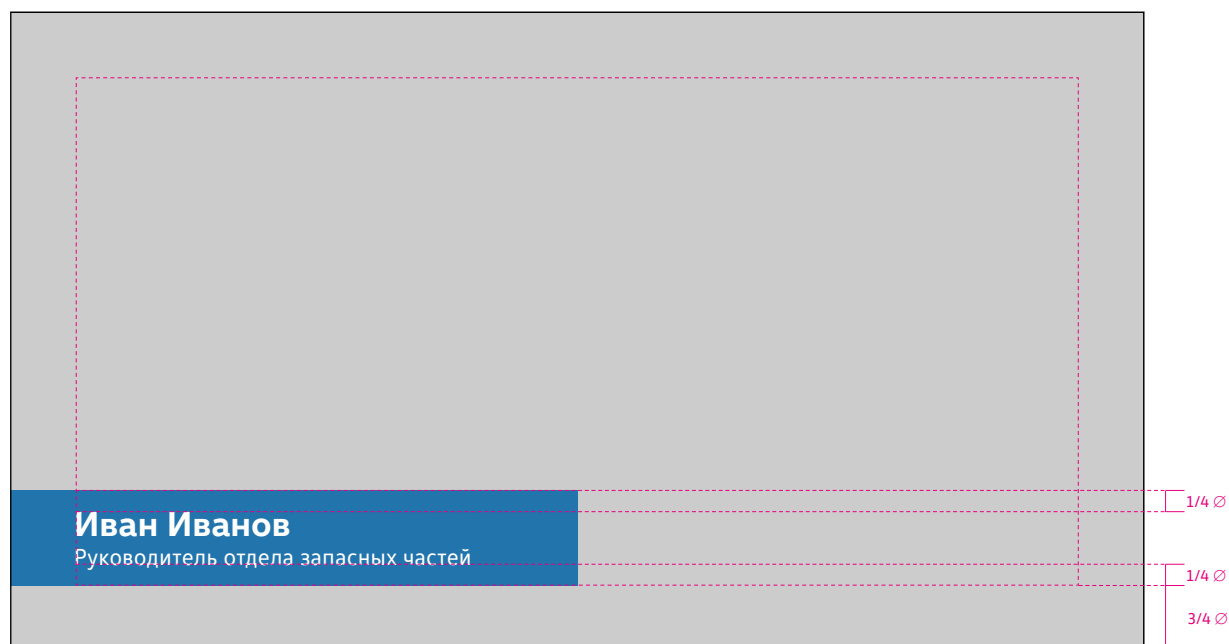 Иван Иванов
Руководитель отдела запасных частей
1/4 ∅
1/4 ∅
3/4 ∅